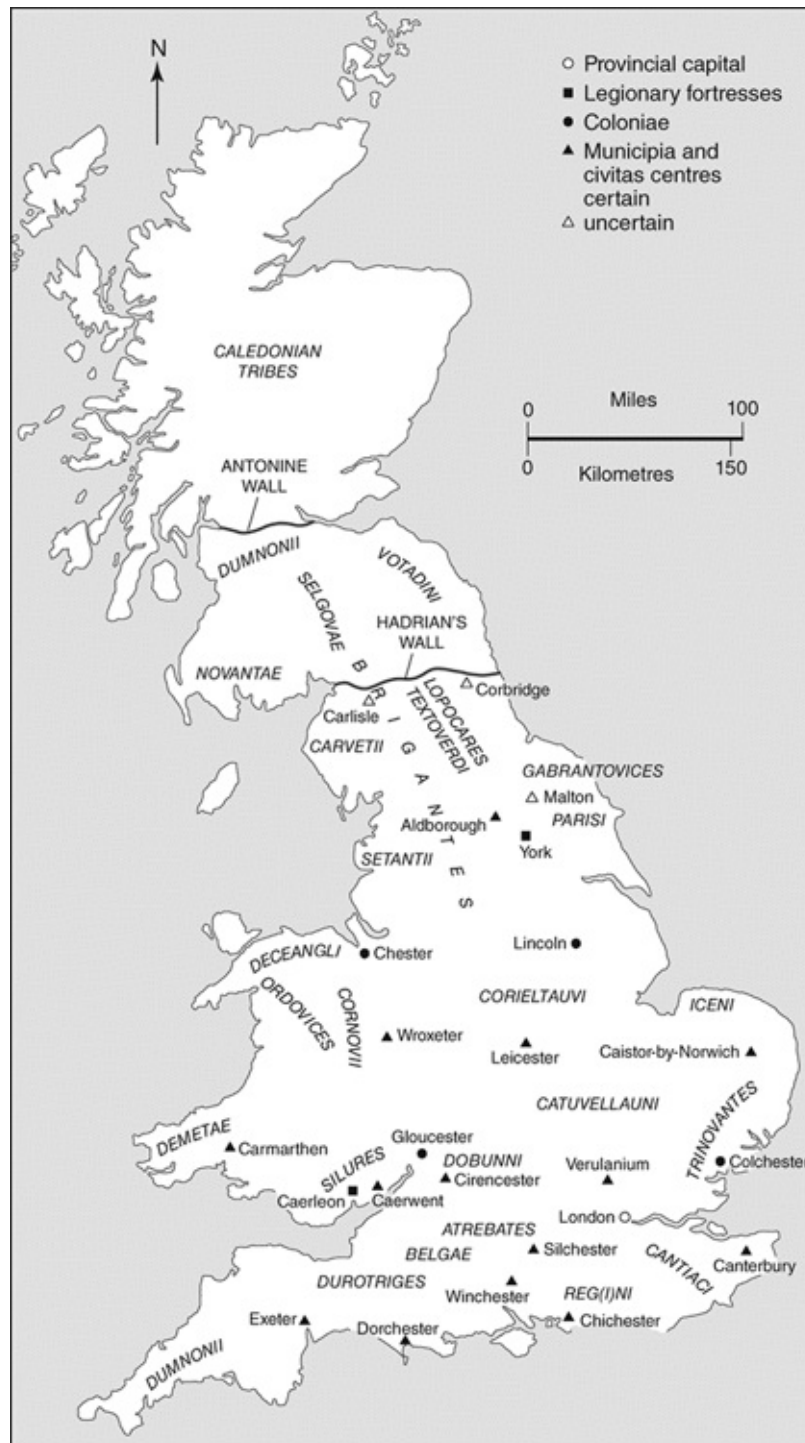 N
Provincial capital
Legionary fortresses
Coloniae
Municipia and
civitas centres
certain
uncertain
CALEDONIAN
TRIBES
Miles
0 100
0 150
Kilometres
ANTONINE
WALL
DUMNONII
VOTADINI
SELGOVAE
HADRIAN'S
WALL
NOVANTAE
BRIGANTES
LOPOCARES
TEXTOVERDI
Corbridge
Carlisle
CARVETII
GABRANTOVICES
Malton
Aldborough
PARISI
York
SETANTII
DECEANGLI
Chester
Lincoln
ORDOVICES
CORNOVII
CORIELTAUVI
ICENI
Wroxeter
Leicester
Caistor-by-Norwich
CATUVELLAUNI
TRINOVANTES
DEMETAE
Carmarthen
Gloucester
SILURES
DOBUNNI
Verulanium
Colchester
Cirencester
Caerleon
Caerwent
London
ATREBATES
BELGAE
Silchester
CANTIACI
Canterbury
DUROTRIGES
Winchester
REG(I)NI
Exeter
Dorchester
Chichester
DUMNONII